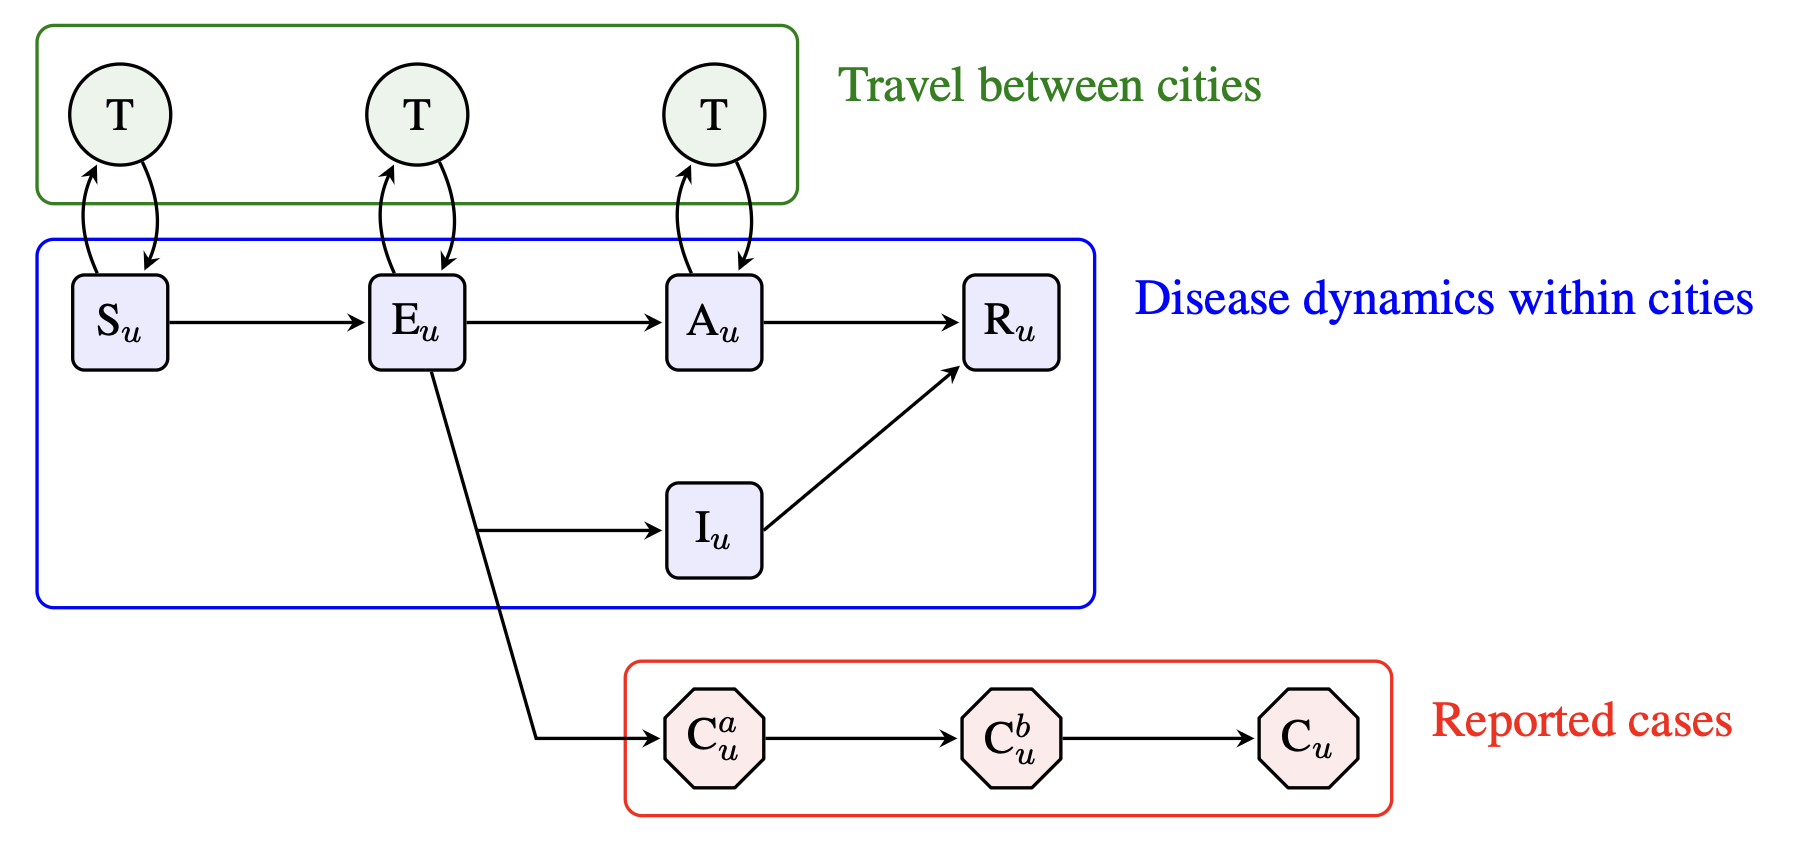 T T T
Travel between cities
S_u E_u A_u R_u
Disease dynamics within cities
I_u
C_u^a C_u^b C_u
Reported cases